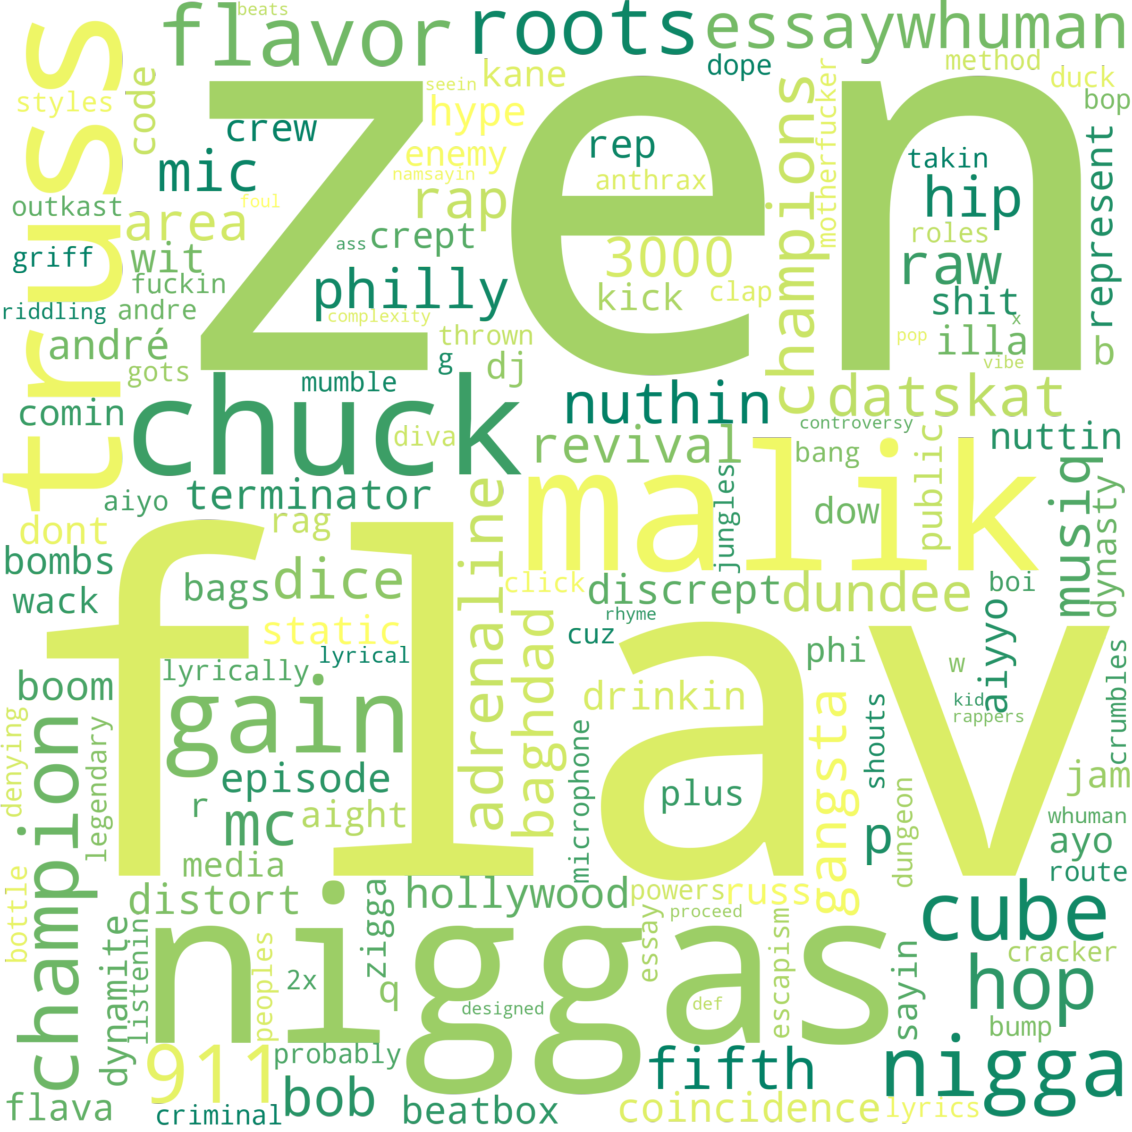 beats
flavor
roots
essaywhuman
truss
zen
styles
code
crew
mic
seein
kane
hype
dope
method
duck
bop
enemy
namsayin
rap
rep
anthrax
champions
motherfucker
takin
hip
represent
outkast
area
foul
griff
wit
ass
crept
3000
roles
raw
fuckin
philly
kick
clap
shit
x
riddling
andre
complexity
andré
thrown
illa
pop
vibe
b
gots
mumble
g
dj
comin
chuck
nuthin
datskat
controversy
diva
revival
bang
nuttin
aiyo
terminator
malik
dont
rag
adrenaline
jungles
dow
public
musiq
dynasty
bombs
bags
dice
click
discrept
dundee
boi
wack
flav
static
baghdad
rhyme
cuz
phi
w
aiyyo
lyrically
lyrical
boom
gain
drinkin
kid
rappers
crumbles
denying
champion
legendary
episode
microphone
plus
gangsta
shouts
jam
r
mc
aight
whuman
p
dungeon
ayo
route
bottle
media
distort
hollywood
powers
russ
cube
niggas
zigga
essay
proceed
escapism
sayin
cracker
dynamite
listenin
peoples
2x
q
designed
def
hop
bump
911
probably
fifth
nigga
flava
criminal
bob
beatbox
coincidence
lyrics